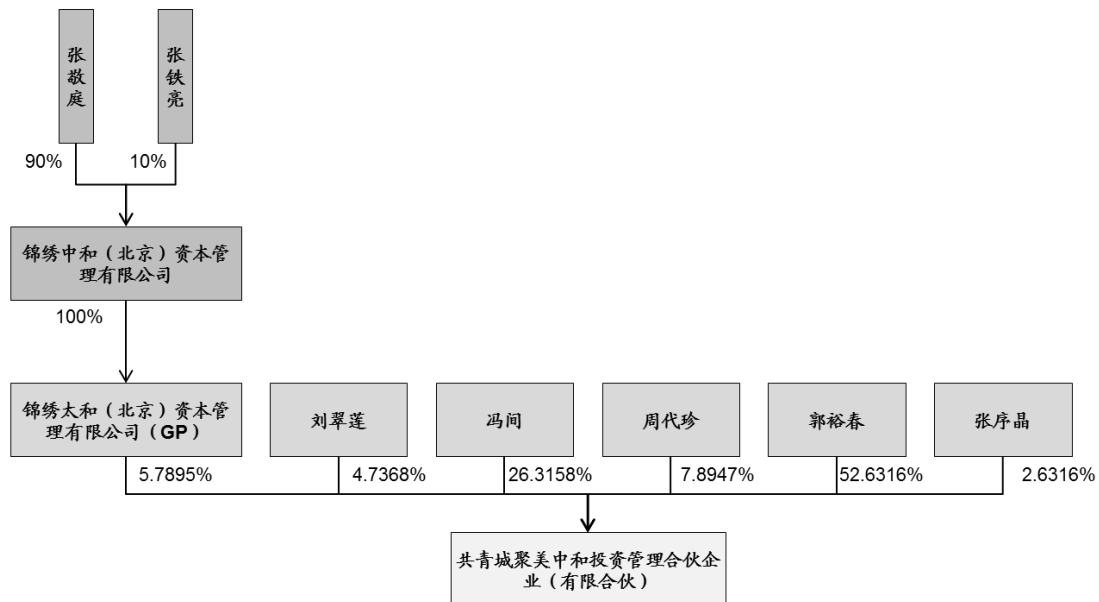 张敬庭
张铁亮
90%
10%
锦绣中和（北京）资本管
理有限公司
100%
锦绣太和（北京）资本管
理有限公司（GP）
刘翠莲
冯间
周代珍
郭裕春
张序晶
5.7895%
4.7368%
26.3158%
7.8947%
52.6316%
2.6316%
共青城聚美中和投资管理合伙企
业（有限合伙）